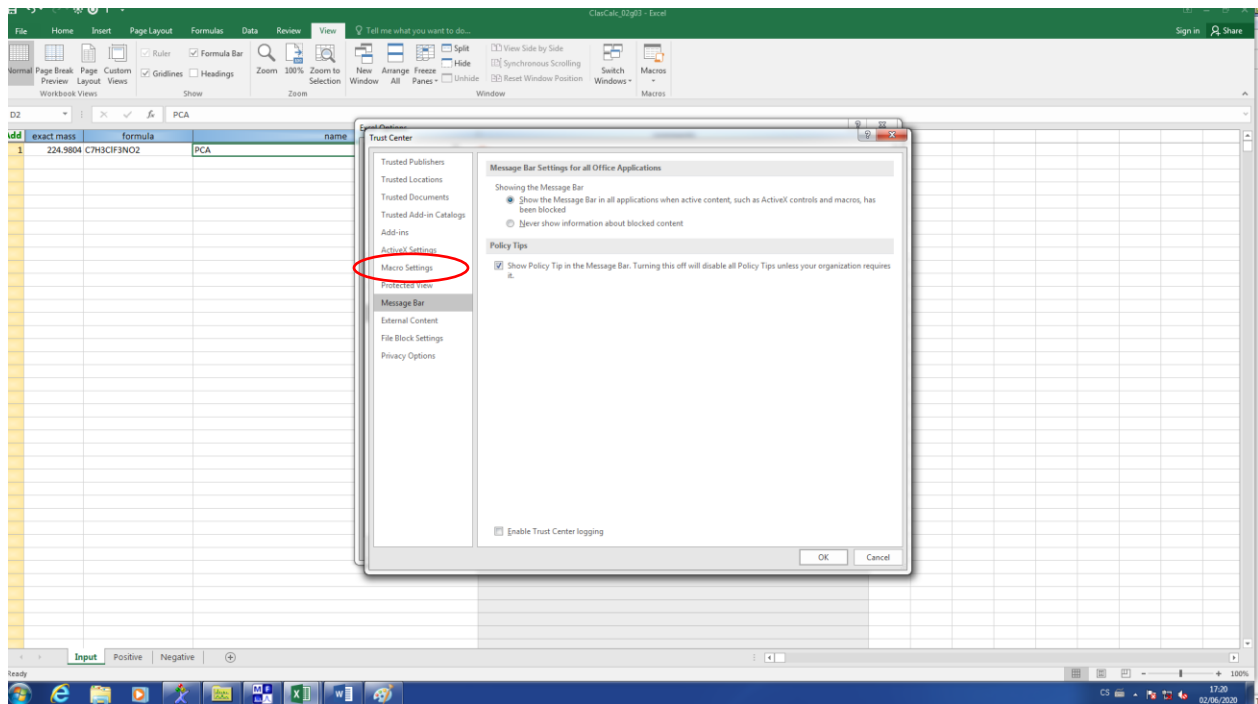 ClasCalc_02g03 - Excel
File Home Insert Page Layout Formulas Data Review View Tell me what you want to do... Sign in Share
Ruler Formula Bar Split View Side by Side
Hide Synchronous Scrolling
Gridlines Headings Unhide Reset Window Position
Normal Page Break Page Custom Zoom 100% Zoom to New Arrange Freeze Switch Macros
Preview Layout Views Selection Window All Panes Windows
Workbook Views Show Zoom Window Macros
D2 fx PCA
Add exact mass formula name
1 224.9804 C7H3ClF3NO2 PCA
Excel Options
Trust Center
Trusted Publishers
Trusted Locations
Trusted Documents
Trusted Add-in Catalogs
Add-ins
ActiveX Settings
Macro Settings
Protected View
Message Bar
External Content
File Block Settings
Privacy Options
Message Bar Settings for all Office Applications
Showing the Message Bar
Show the Message Bar in all applications when active content, such as ActiveX controls and macros, has
been blocked
Never show information about blocked content
Policy Tips
Show Policy Tip in the Message Bar. Turning this off will disable all Policy Tips unless your organization requires
it.
Enable Trust Center logging
OK Cancel
Input Positive Negative
Ready 100%
CS 17:20
02/06/2020